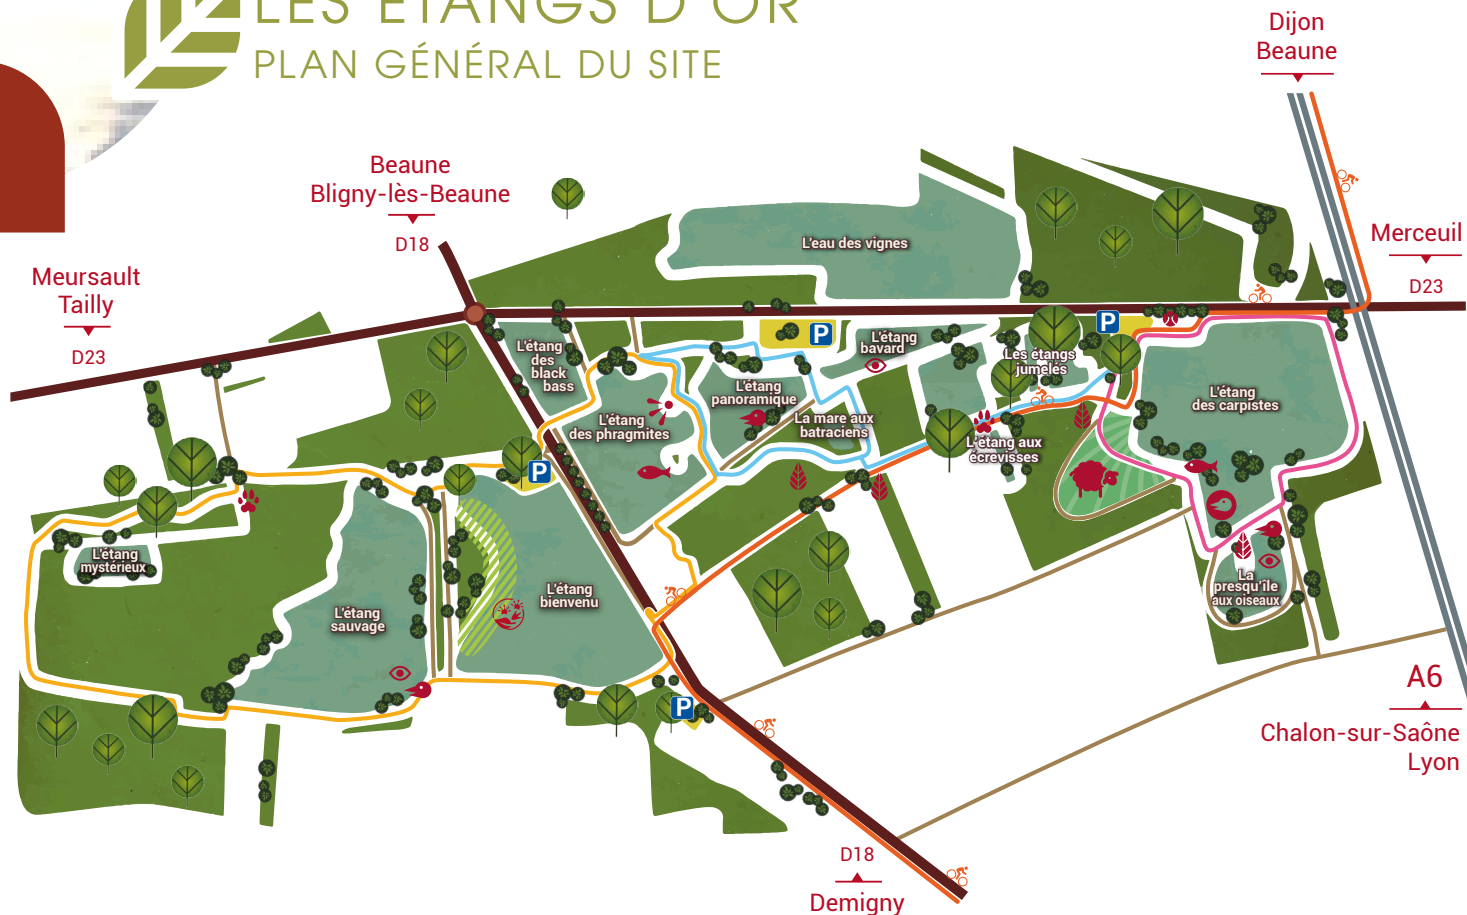 LES ÉTANGS D'OR
PLAN GÉNÉRAL DU SITE
Dijon
Beaune
Beaune
Bligny-lès-Beaune
D18
Merceuil
D23
Meursault
Tailly
D23
L'eau des vignes
L'étang
des
black
bass
L'étang
bavard
Les étangs
jumelés
L'étang
panoramique
L'étang
des carpistes
L'étang
des phragmites
La mare aux
batraciens
L'étang aux
écrevisses
P
P
P
P
L'étang
mystérieux
L'étang
sauvage
L'étang
bienvenu
La
presqu'île
aux oiseaux
A6
Chalon-sur-Saône
Lyon
D18
Demigny